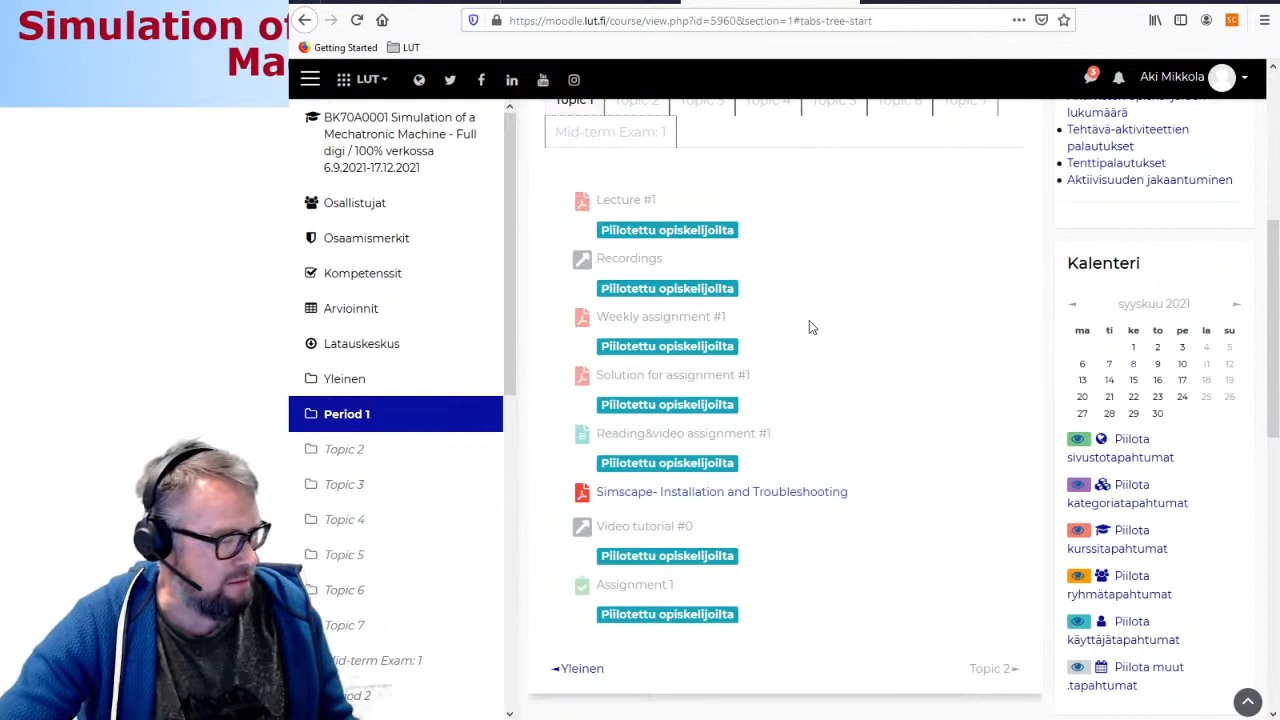 Simulation of
Ma
https://moodle.lut.fi/course/view.php?id=5960&section=1#tabs-tree-start
Getting Started
LUT
LUT
3
Aki Mikkola
BK70A0001 Simulation of a
Mechatronic Machine - Full
digi / 100% verkossa
6.9.2021-17.12.2021
Osallistujat
Osaamismerkit
Kompetenssit
Arvioinnit
Latauskeskus
Yleinen
Period 1
Topic 2
Topic 3
Topic 4
Topic 5
Topic 6
Topic 7
id-term Exam: 1
iod 2
Topic 1
Topic 2
Topic 3
Topic 4
Topic 5
Topic 6
Topic 7
Mid-term Exam: 1
Lecture #1
Piilotettu opiskelijoilta
Recordings
Piilotettu opiskelijoilta
Weekly assignment #1
Piilotettu opiskelijoilta
Solution for assignment #1
Piilotettu opiskelijoilta
Reading&video assignment #1
Piilotettu opiskelijoilta
Simscape- Installation and Troubleshooting
Video tutorial #0
Piilotettu opiskelijoilta
Assignment 1
Piilotettu opiskelijoilta
Yleinen
Topic 2
lukumäärä
Tehtävä-aktiviteettien
palautukset
Tenttipalautukset
Aktiivisuuden jakaantuminen
Kalenteri
syyskuu 2021
ma ti ke to pe la su
1 2 3 4 5
6 7 8 9 10 11 12
13 14 15 16 17 18 19
20 21 22 23 24 25 26
27 28 29 30
Piilota
sivustotapahtumat
Piilota
kategoriatapahtumat
Piilota
kurssitapahtumat
Piilota
ryhmätapahtumat
Piilota
käyttäjätapahtumat
Piilota muut
.tapahtumat